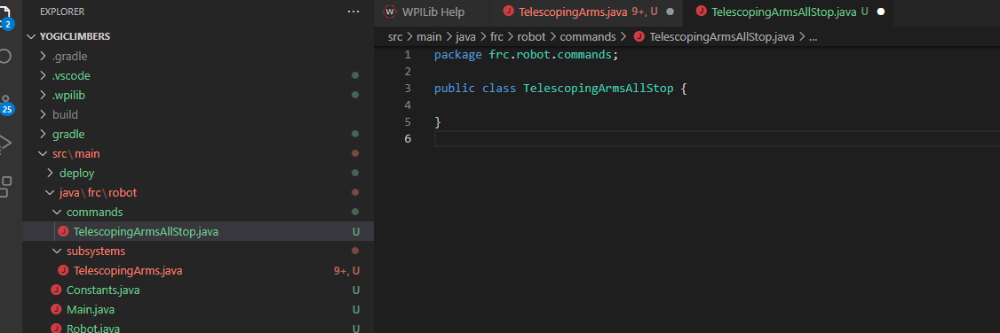 EXPLORER
YOGICLIMBERS
.gradle
.vscode
.wpilib
build
gradle
src\main
deploy
java\frc\robot
commands
TelescopingArmsAllStop.java U
subsystems
TelescopingArms.java 9+, U
Constants.java U
Main.java U
Robot.java U
2
25
WPILib Help
TelescopingArms.java 9+, U
TelescopingArmsAllStop.java U
src > main > java > frc > robot > commands > TelescopingArmsAllStop.java > ...
1 package frc.robot.commands;
2
3 public class TelescopingArmsAllStop {
4
5 }
6